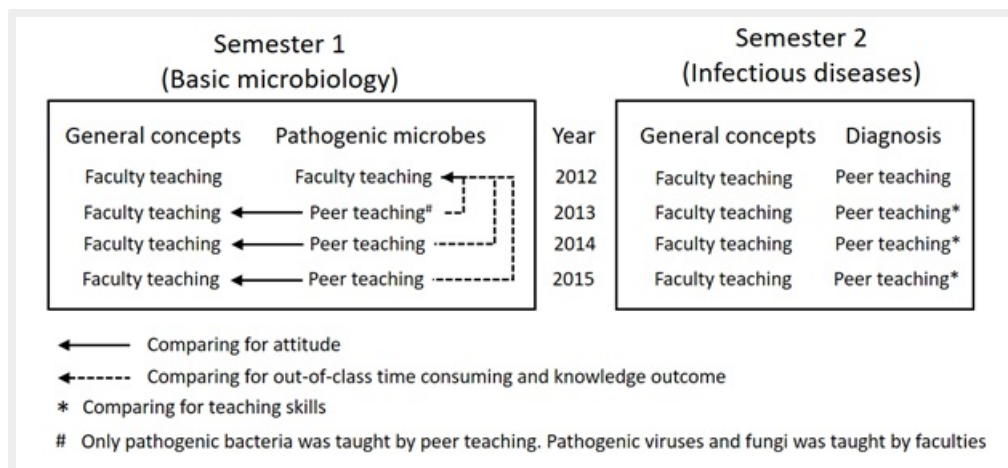 Semester 1
(Basic microbiology)
Semester 2
(Infectious diseases)
General concepts Pathogenic microbes Year General concepts Diagnosis
Faculty teaching Faculty teaching 2012 Faculty teaching Peer teaching
Faculty teaching Peer teaching# 2013 Faculty teaching Peer teaching*
Faculty teaching Peer teaching 2014 Faculty teaching Peer teaching*
Faculty teaching Peer teaching 2015 Faculty teaching Peer teaching*
Comparing for attitude
Comparing for out-of-class time consuming and knowledge outcome
* Comparing for teaching skills
# Only pathogenic bacteria was taught by peer teaching. Pathogenic viruses and fungi was taught by faculties